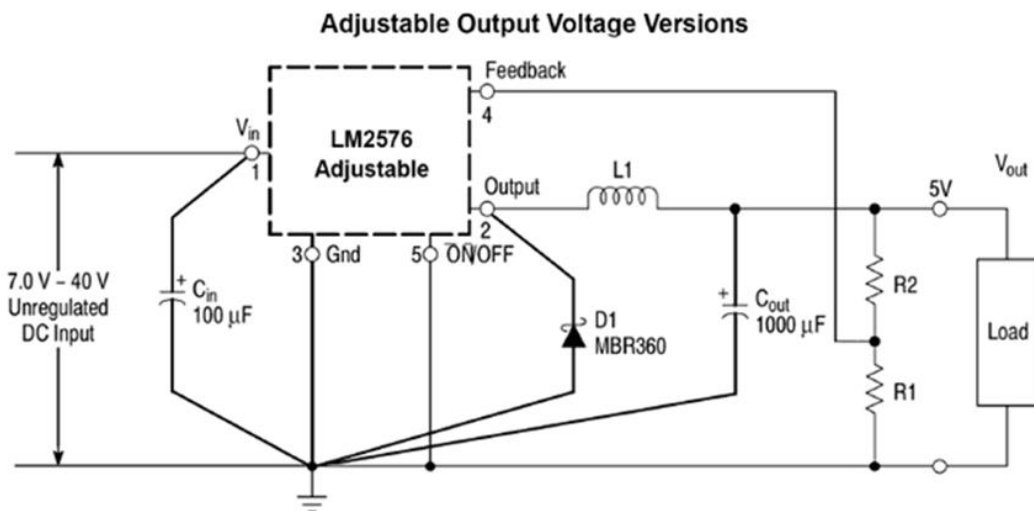 Adjustable Output Voltage Versions
Feedback
4
Vin
1
LM2576
Adjustable
Output
2
L1
Vout
5V
3
Gnd
5
ON/OFF
7.0 V – 40 V
Unregulated
DC Input
+
Cin
100 μF
D1
MBR360
+
Cout
1000 μF
R2
Load
R1